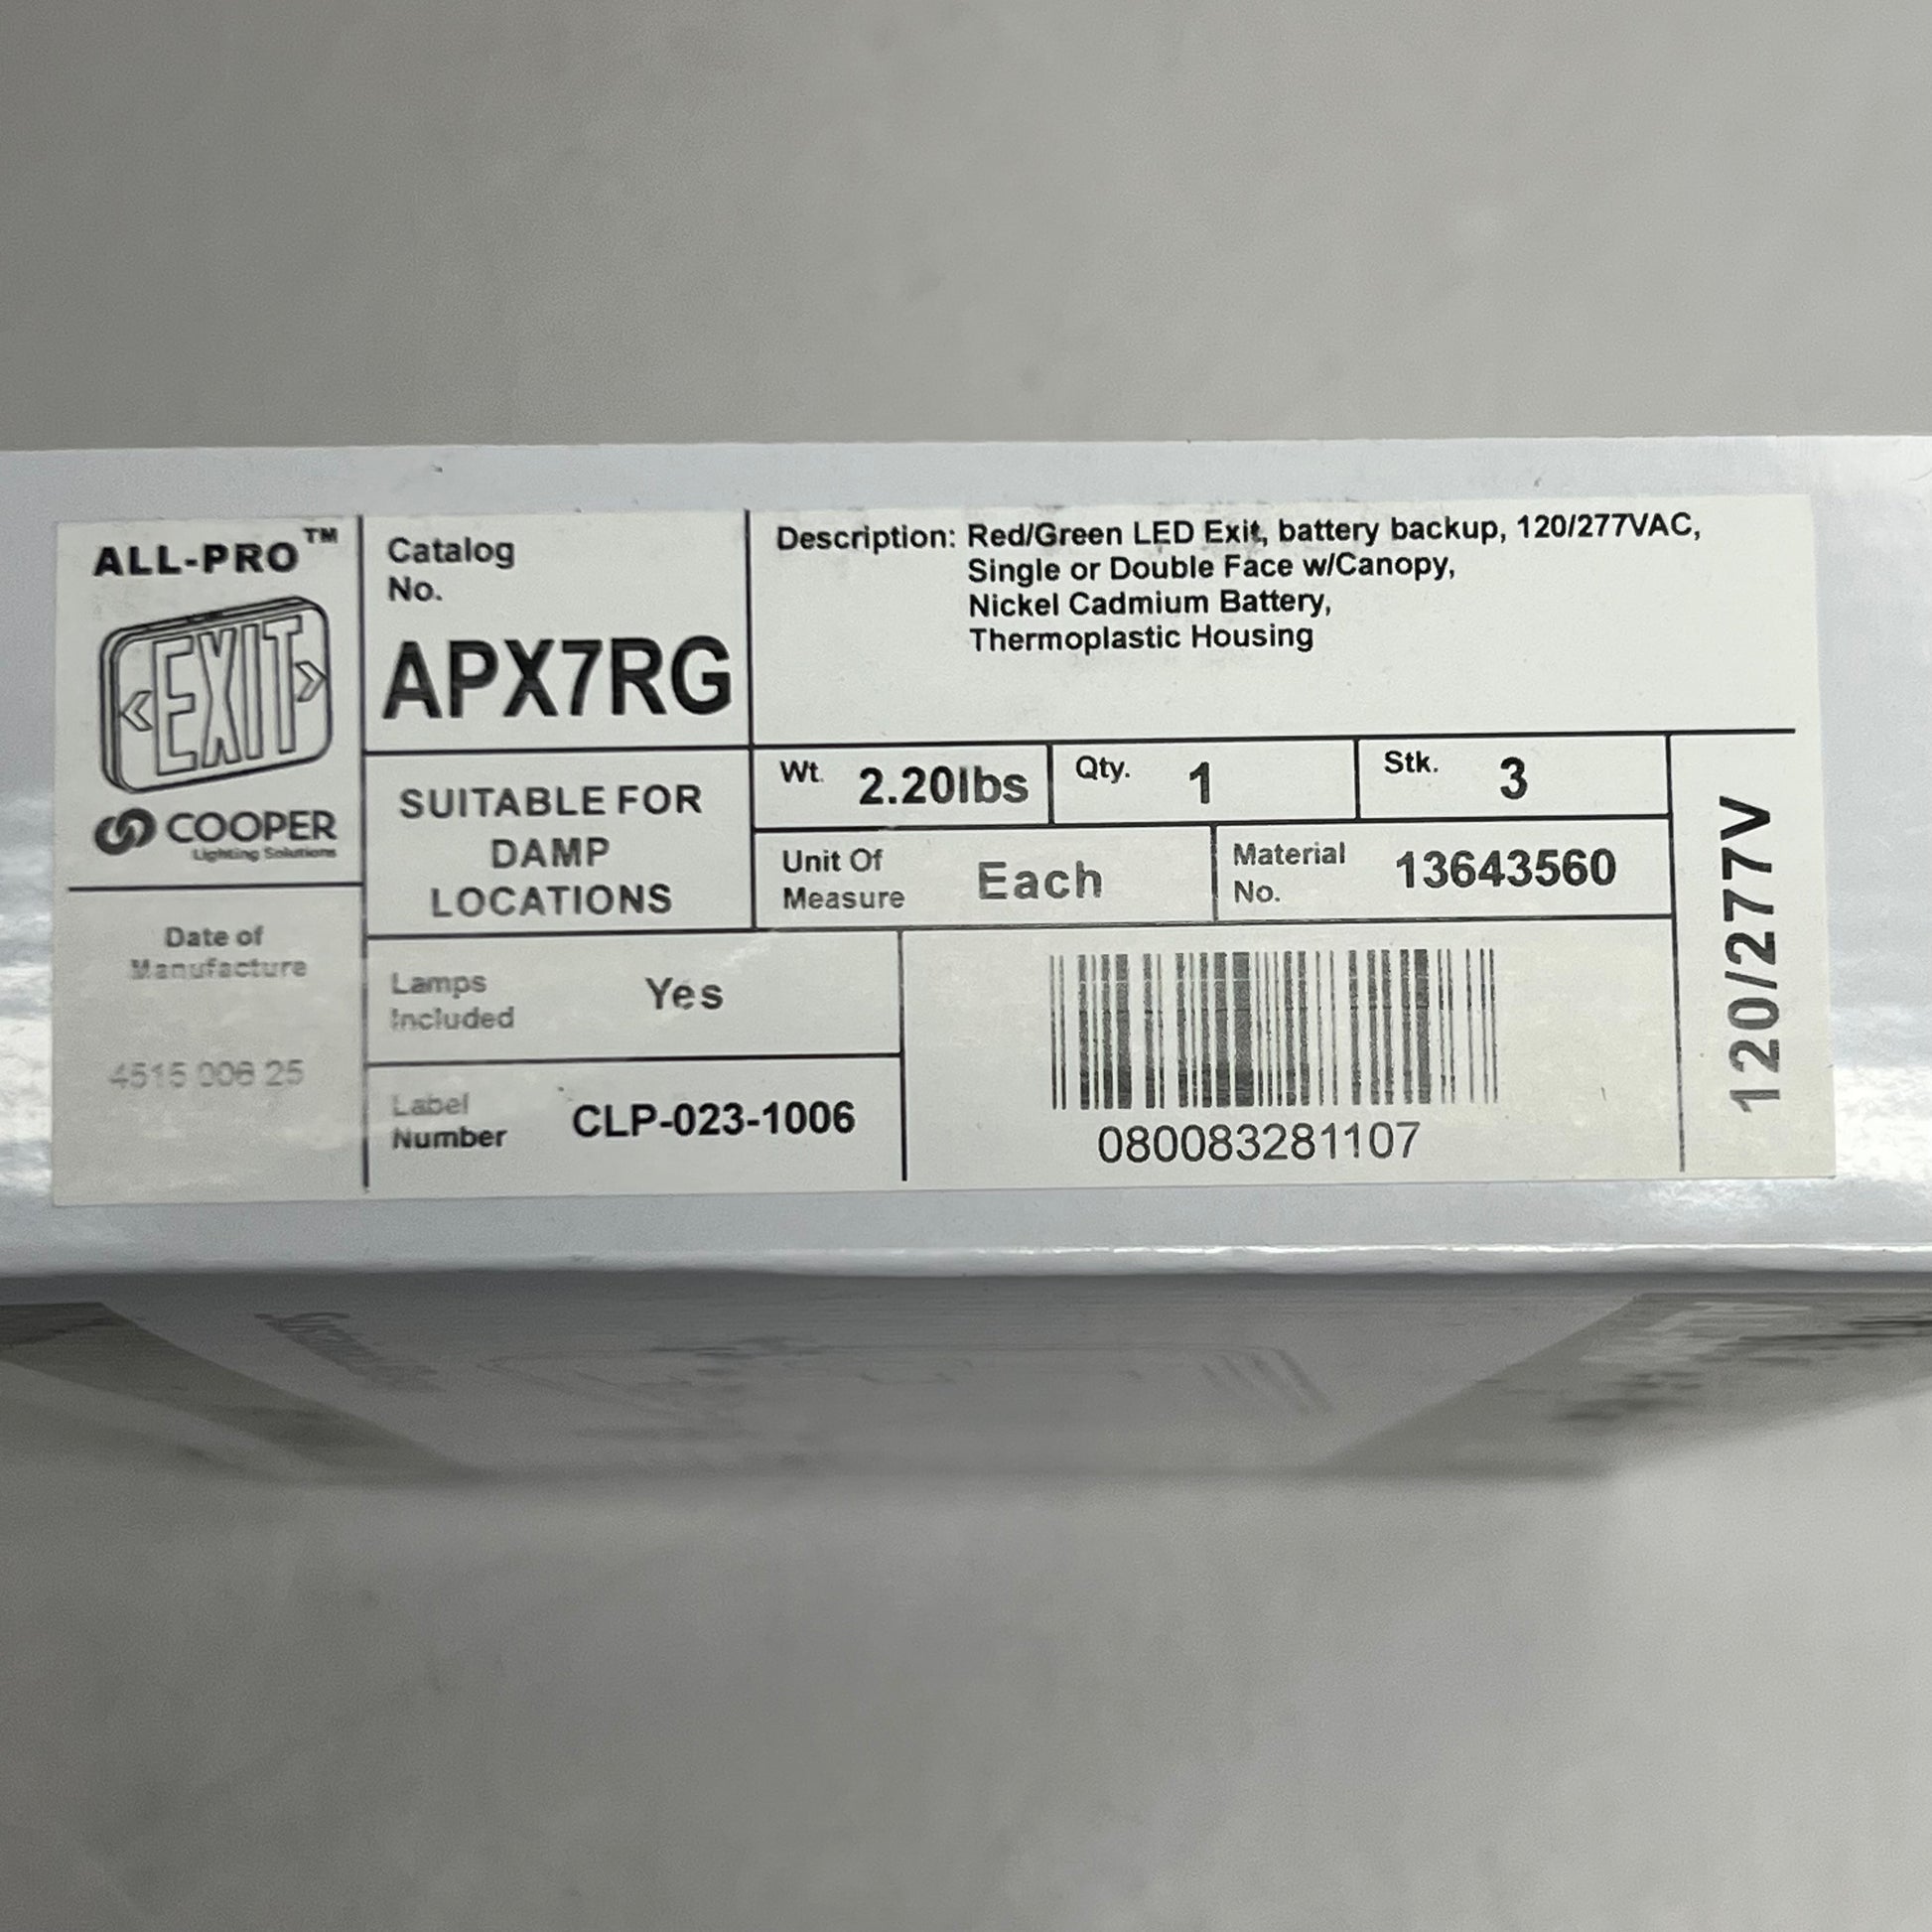 ALL-PRO™
EXIT
COOPER
Lighting Solutions
Date of
Manufacture
4515 006 25
Catalog
No.
APX7RG
SUITABLE FOR
DAMP
LOCATIONS
Lamps
Included
Yes
Label
Number
CLP-023-1006
Description: Red/Green LED Exit, battery backup, 120/277VAC,
Single or Double Face w/Canopy,
Nickel Cadmium Battery,
Thermoplastic Housing
Wt. 2.20lbs
Qty. 1
Stk. 3
Unit Of
Measure
Each
Material
No.
13643560
080083281107
120/277V